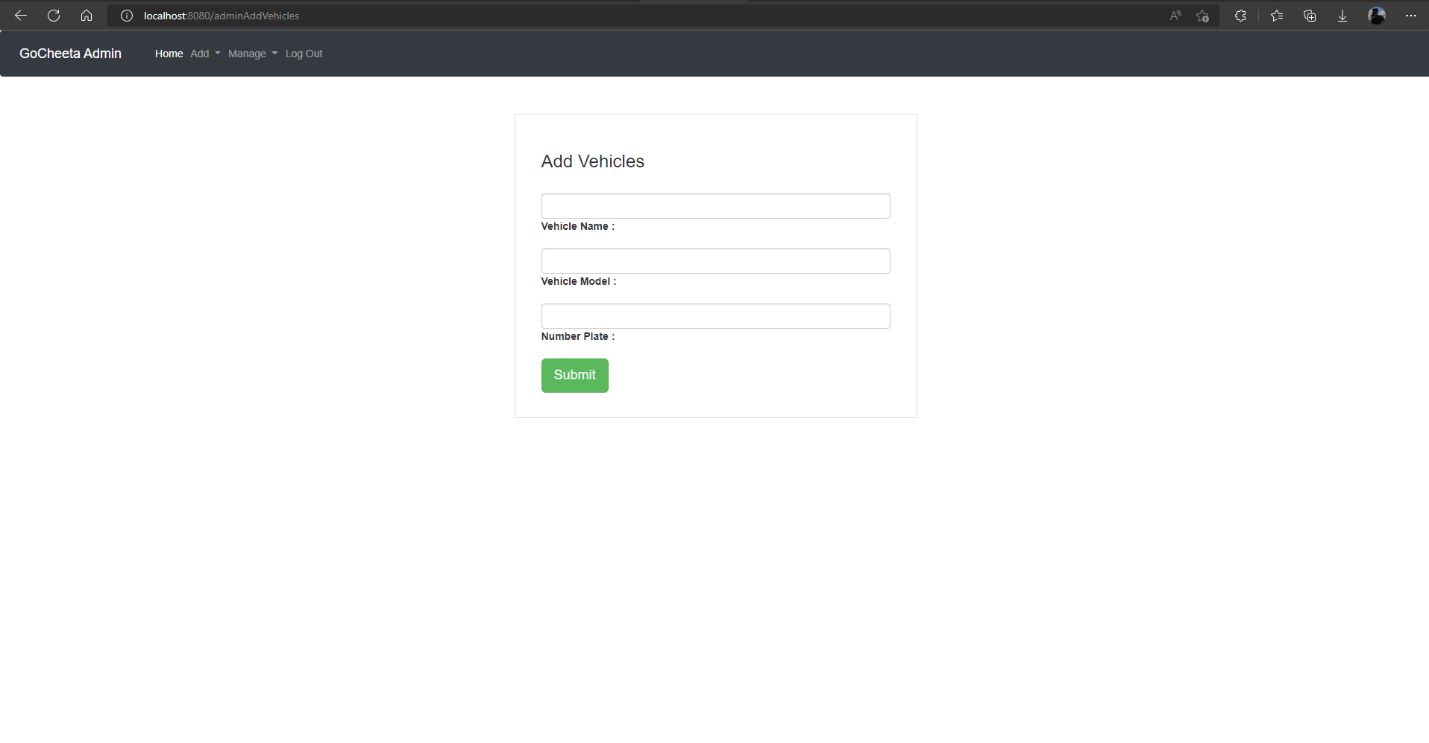 localhost:8080/adminAddVehicles
GoCheeta Admin Home Add Manage Log Out
Add Vehicles
Vehicle Name :
Vehicle Model :
Number Plate :
Submit